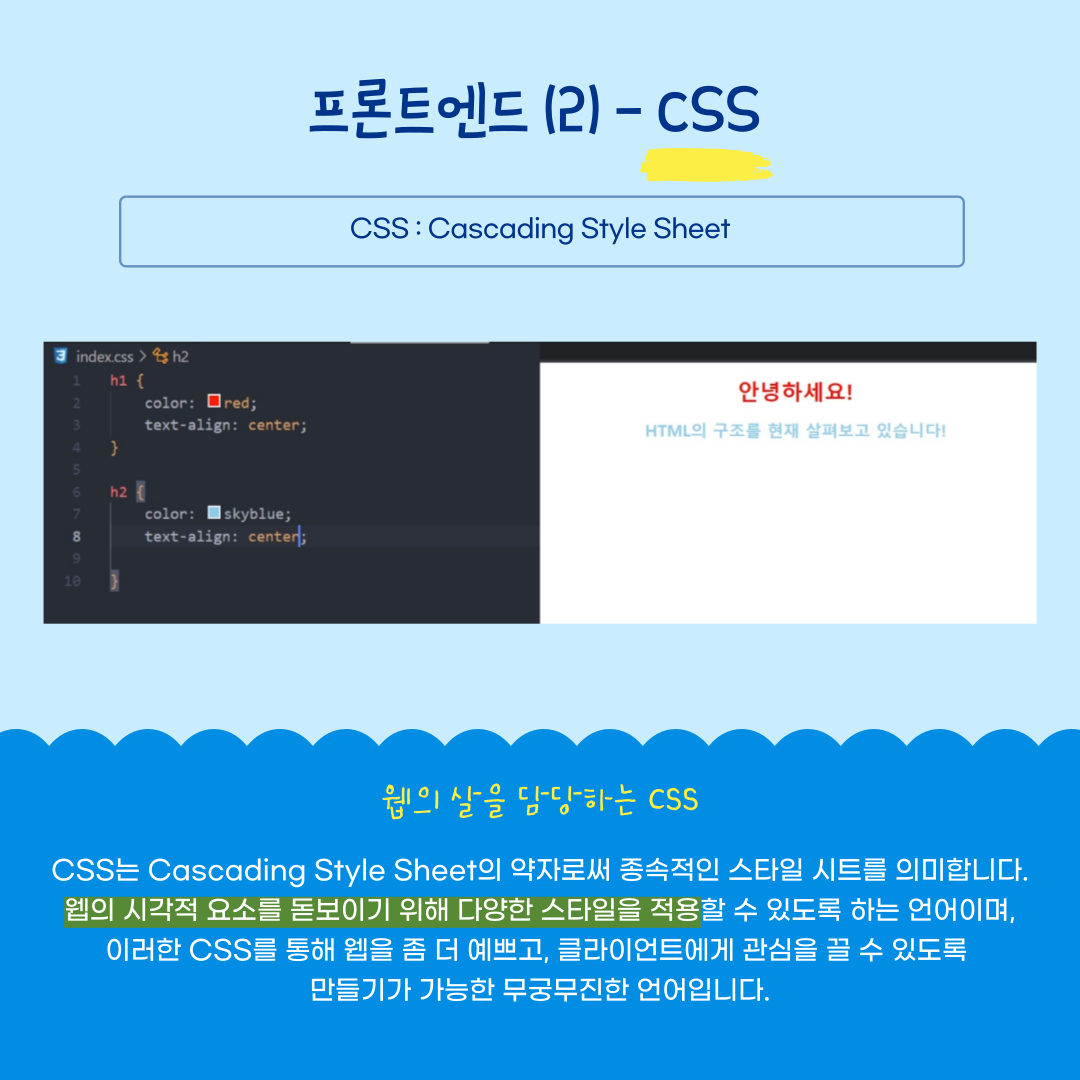 프론트엔드 (2) - CSS
CSS : Cascading Style Sheet
index.css > h2
1 h1 {
2 color: red;
3 text-align: center;
4 }
5
6 h2 {
7 color: skyblue;
8 text-align: center;
9
10 }
안녕하세요!
HTML의 구조를 현재 살펴보고 있습니다!
웹의 살을 담당하는 CSS
CSS는 Cascading Style Sheet의 약자로써 종속적인 스타일 시트를 의미합니다.
웹의 시각적 요소를 돋보이기 위해 다양한 스타일을 적용할 수 있도록 하는 언어이며,
이러한 CSS를 통해 웹을 좀 더 예쁘고, 클라이언트에게 관심을 끌 수 있도록
만들기가 가능한 무궁무진한 언어입니다.